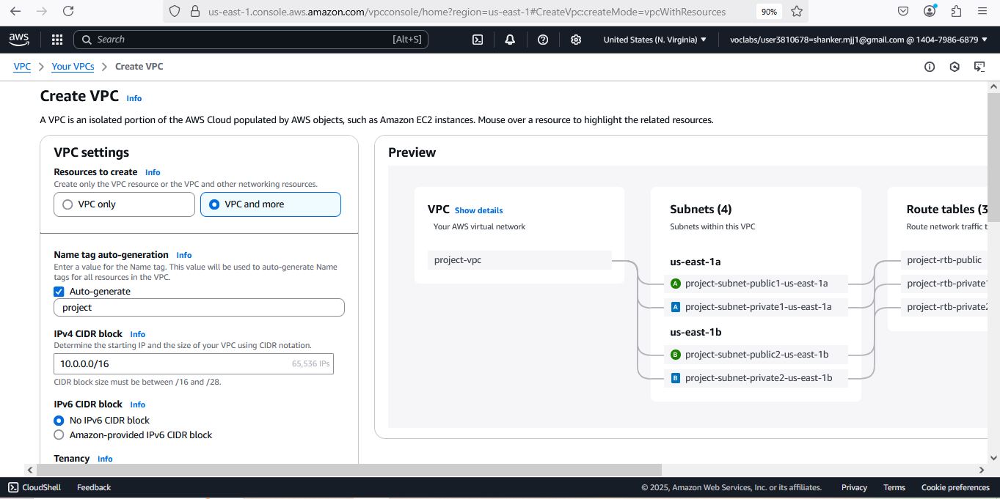 us-east-1.console.aws.amazon.com/vpcconsole/home?region=us-east-1#CreateVpc:createMode=vpcWithResources
90%
aws
Search
[Alt+S]
United States (N. Virginia)
voclabs/user3810678=shanker.mjj1@gmail.com @ 1404-7986-6879
VPC
Your VPCs
Create VPC
Create VPC Info
A VPC is an isolated portion of the AWS Cloud populated by AWS objects, such as Amazon EC2 instances. Mouse over a resource to highlight the related resources.
VPC settings
Resources to create Info
Create only the VPC resource or the VPC and other networking resources.
VPC only
VPC and more
Name tag auto-generation Info
Enter a value for the Name tag. This value will be used to auto-generate Name
tags for all resources in the VPC.
Auto-generate
project
IPv4 CIDR block Info
Determine the starting IP and the size of your VPC using CIDR notation.
10.0.0.0/16
65,536 IPs
CIDR block size must be between /16 and /28.
IPv6 CIDR block Info
No IPv6 CIDR block
Amazon-provided IPv6 CIDR block
Tenancy Info
Preview
VPC Show details
Your AWS virtual network
project-vpc
Subnets (4)
Subnets within this VPC
us-east-1a
A project-subnet-public1-us-east-1a
A project-subnet-private1-us-east-1a
us-east-1b
B project-subnet-public2-us-east-1b
B project-subnet-private2-us-east-1b
Route tables (3
Route network traffic t
project-rtb-public
project-rtb-private1
project-rtb-private2
CloudShell
Feedback
© 2025, Amazon Web Services, Inc. or its affiliates.
Privacy
Terms
Cookie preferences